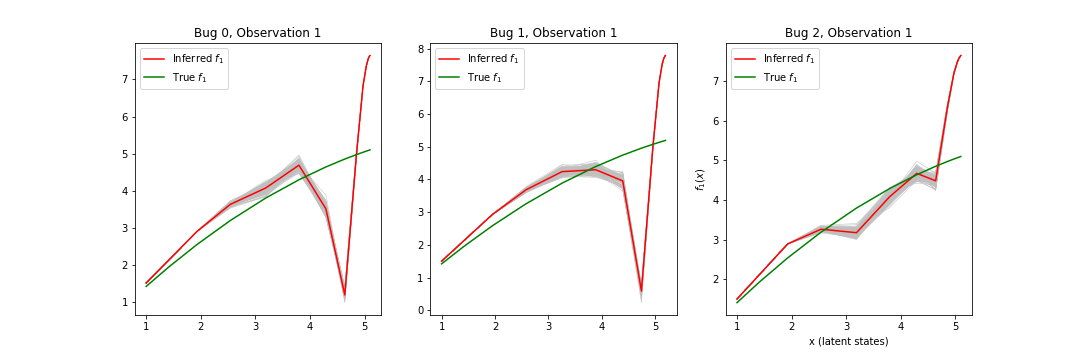 Bug 0, Observation 1
Inferred f₁
True f₁
7
6
5
4
3
2
1
1 2 3 4 5
Bug 1, Observation 1
Inferred f₁
True f₁
8
7
6
5
4
3
2
1
0
1 2 3 4 5
Bug 2, Observation 1
Inferred f₁
True f₁
f₁(x)
7
6
5
4
3
2
1 2 3 4 5
x (latent states)